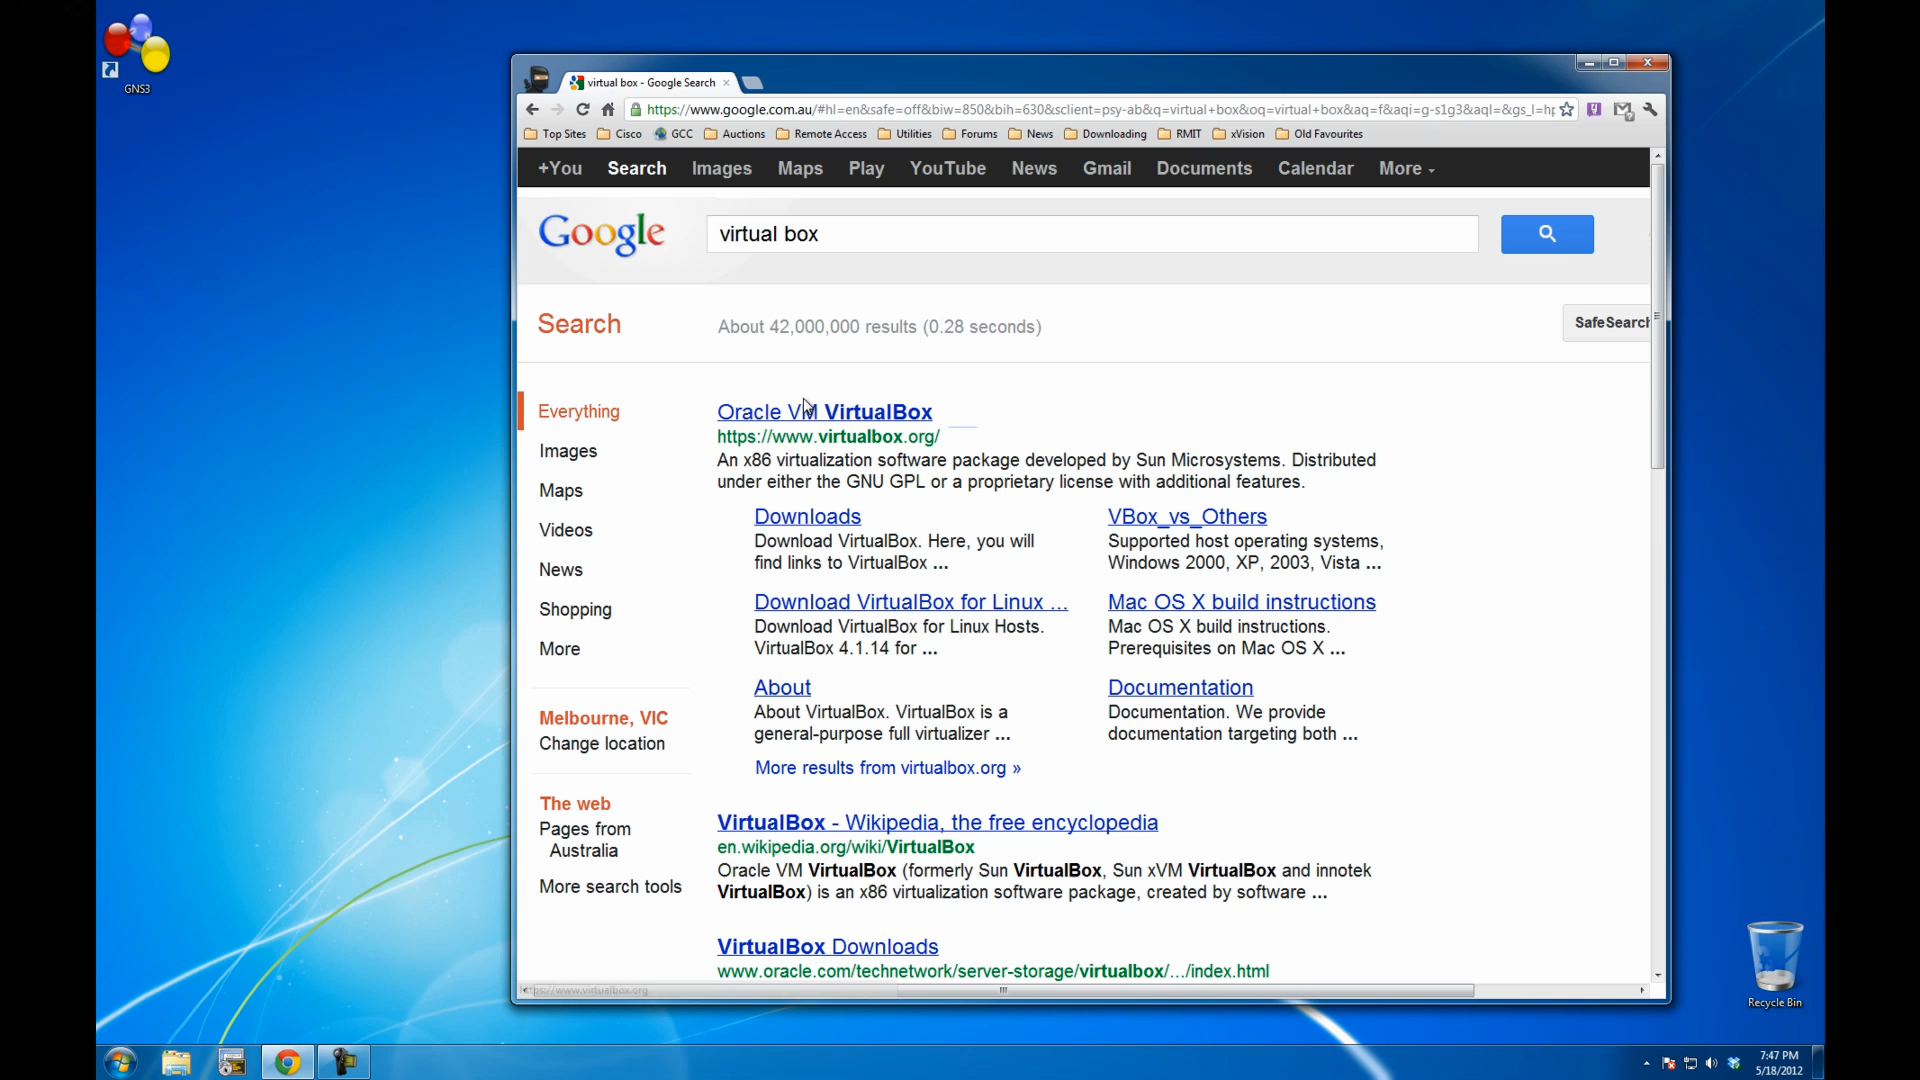 GNS3
virtual box - Google Search
https://www.google.com.au/#hl=en&safe=off&biw=850&bih=630&sclient=psy-ab&q=virtual+box&oq=virtual+box&aq=f&aqi=g-s1g3&aql=&gs_l=hp
Top Sites Cisco GCC Auctions Remote Access Utilities Forums News Downloading RMIT xVision Old Favourites
+You Search Images Maps Play YouTube News Gmail Documents Calendar More
Google virtual box
Search About 42,000,000 results (0.28 seconds) SafeSearch
Everything
Images
Maps
Videos
News
Shopping
More
Melbourne, VIC
Change location
The web
Pages from
Australia
More search tools
Oracle VM VirtualBox
https://www.virtualbox.org/
An x86 virtualization software package developed by Sun Microsystems. Distributed
under either the GNU GPL or a proprietary license with additional features.
Downloads
Download VirtualBox. Here, you will
find links to VirtualBox ...
VBox_vs_Others
Supported host operating systems,
Windows 2000, XP, 2003, Vista ...
Download VirtualBox for Linux ...
Download VirtualBox for Linux Hosts.
VirtualBox 4.1.14 for ...
Mac OS X build instructions
Mac OS X build instructions.
Prerequisites on Mac OS X ...
About
About VirtualBox. VirtualBox is a
general-purpose full virtualizer ...
Documentation
Documentation. We provide
documentation targeting both ...
More results from virtualbox.org »
VirtualBox - Wikipedia, the free encyclopedia
en.wikipedia.org/wiki/VirtualBox
Oracle VM VirtualBox (formerly Sun VirtualBox, Sun xVM VirtualBox and innotek
VirtualBox) is an x86 virtualization software package, created by software ...
VirtualBox Downloads
www.oracle.com/technetwork/server-storage/virtualbox/.../index.html
https://www.virtualbox.org
Recycle Bin
7:47 PM
5/18/2012